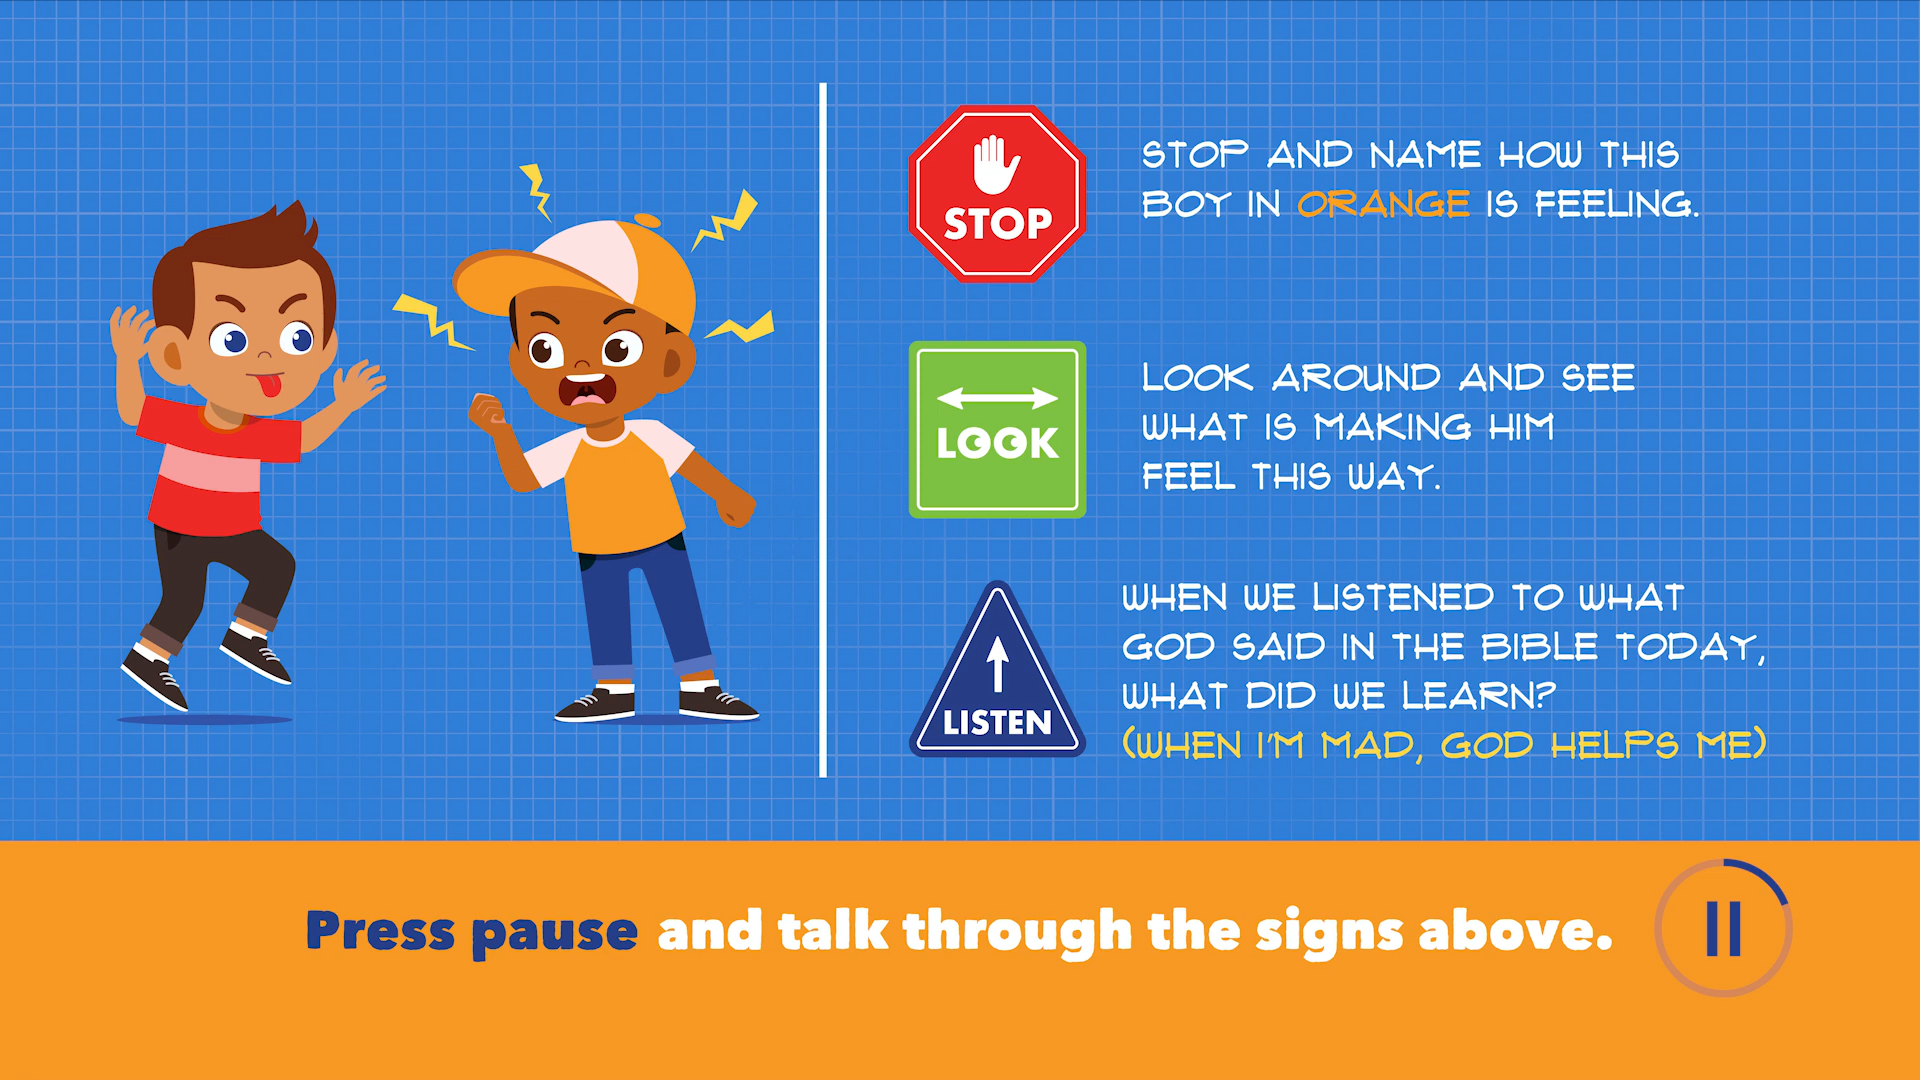 STOP
STOP AND NAME HOW THIS
BOY IN ORANGE IS FEELING.
LOOK
LOOK AROUND AND SEE
WHAT IS MAKING HIM
FEEL THIS WAY.
LISTEN
WHEN WE LISTENED TO WHAT
GOD SAID IN THE BIBLE TODAY,
WHAT DID WE LEARN?
(WHEN I'M MAD, GOD HELPS ME)
Press pause and talk through the signs above.